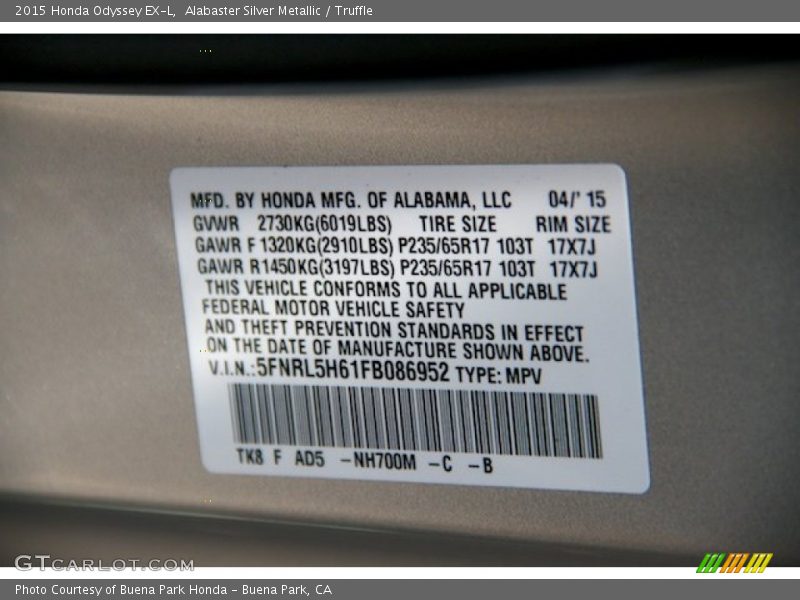 2015 Honda Odyssey EX-L,  Alabaster Silver Metallic / Truffle
MFD. BY HONDA MFG. OF ALABAMA, LLC 04/' 15
GVWR 2730KG(6019LBS) TIRE SIZE RIM SIZE
GAWR F 1320KG(2910LBS) P235/65R17 103T 17X7J
GAWR R1450KG(3197LBS) P235/65R17 103T 17X7J
THIS VEHICLE CONFORMS TO ALL APPLICABLE
FEDERAL MOTOR VEHICLE SAFETY
AND THEFT PREVENTION STANDARDS IN EFFECT
ON THE DATE OF MANUFACTURE SHOWN ABOVE.
V.I.N.:5FNRL5H61FB086952 TYPE: MPV
TK8 F AD5 -NH700M -C -B
GTCARLOT.COM
Photo Courtesy of Buena Park Honda - Buena Park, CA